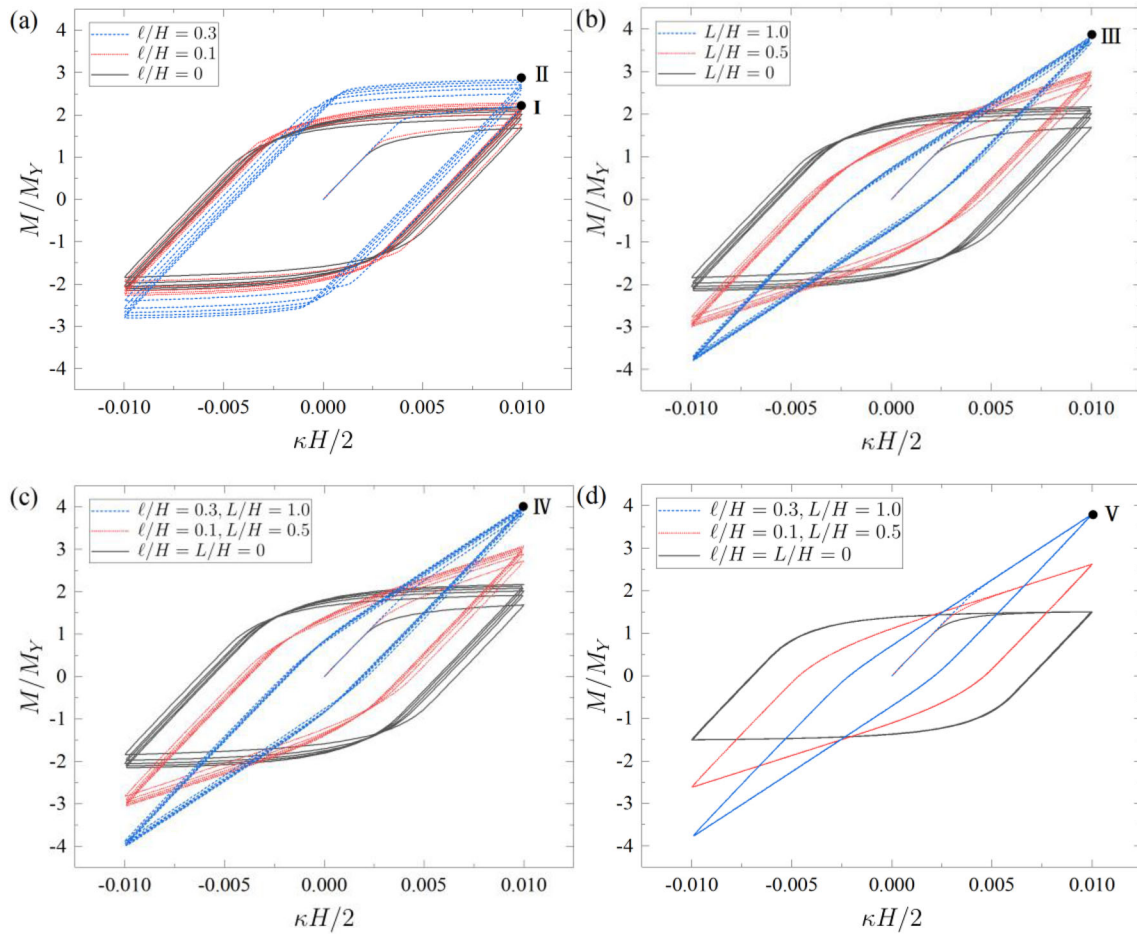 (a)
ℓ/H = 0.3
ℓ/H = 0.1
ℓ/H = 0
II
I
4
3
2
1
0
-1
-2
-3
-4
M/M_Y
-0.010 -0.005 0.000 0.005 0.010
κH/2
(b)
L/H = 1.0
L/H = 0.5
L/H = 0
III
4
3
2
1
0
-1
-2
-3
-4
M/M_Y
-0.010 -0.005 0.000 0.005 0.010
κH/2
(c)
ℓ/H = 0.3, L/H = 1.0
ℓ/H = 0.1, L/H = 0.5
ℓ/H = L/H = 0
IV
4
3
2
1
0
-1
-2
-3
-4
M/M_Y
-0.010 -0.005 0.000 0.005 0.010
κH/2
(d)
ℓ/H = 0.3, L/H = 1.0
ℓ/H = 0.1, L/H = 0.5
ℓ/H = L/H = 0
V
4
3
2
1
0
-1
-2
-3
-4
M/M_Y
-0.010 -0.005 0.000 0.005 0.010
κH/2